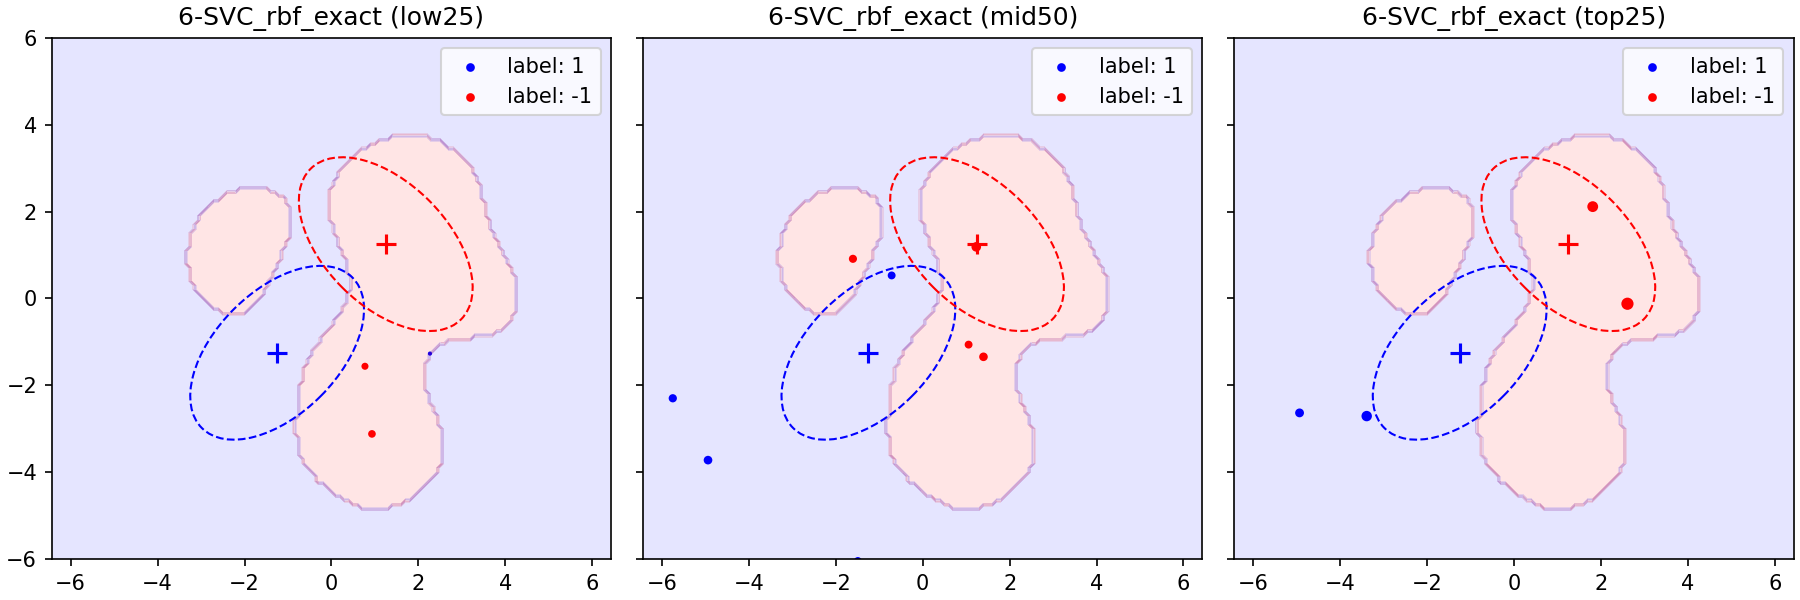 6-SVC_rbf_exact (low25)
6-SVC_rbf_exact (mid50)
6-SVC_rbf_exact (top25)
label: 1
label: -1
label: 1
label: -1
label: 1
label: -1
6
4
2
0
−2
−4
−6
−6 −4 −2 0 2 4 6
−6 −4 −2 0 2 4 6
−6 −4 −2 0 2 4 6